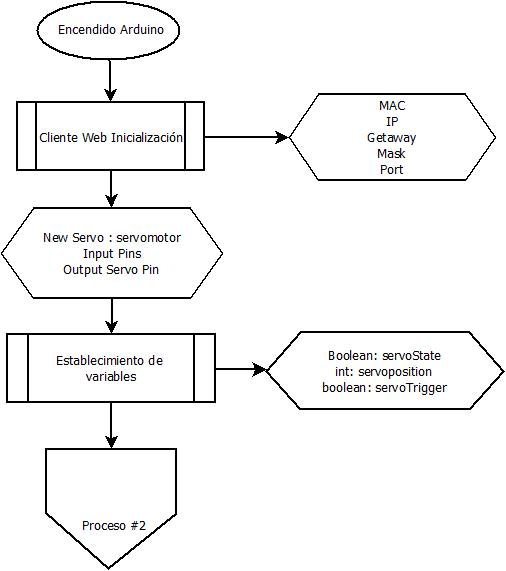 Encendido Arduino
Cliente Web Inicialización
MAC
IP
Getaway
Mask
Port
New Servo : servomotor
Input Pins
Output Servo Pin
Establecimiento de
variables
Boolean: servoState
int: servoposition
boolean: servoTrigger
Proceso #2